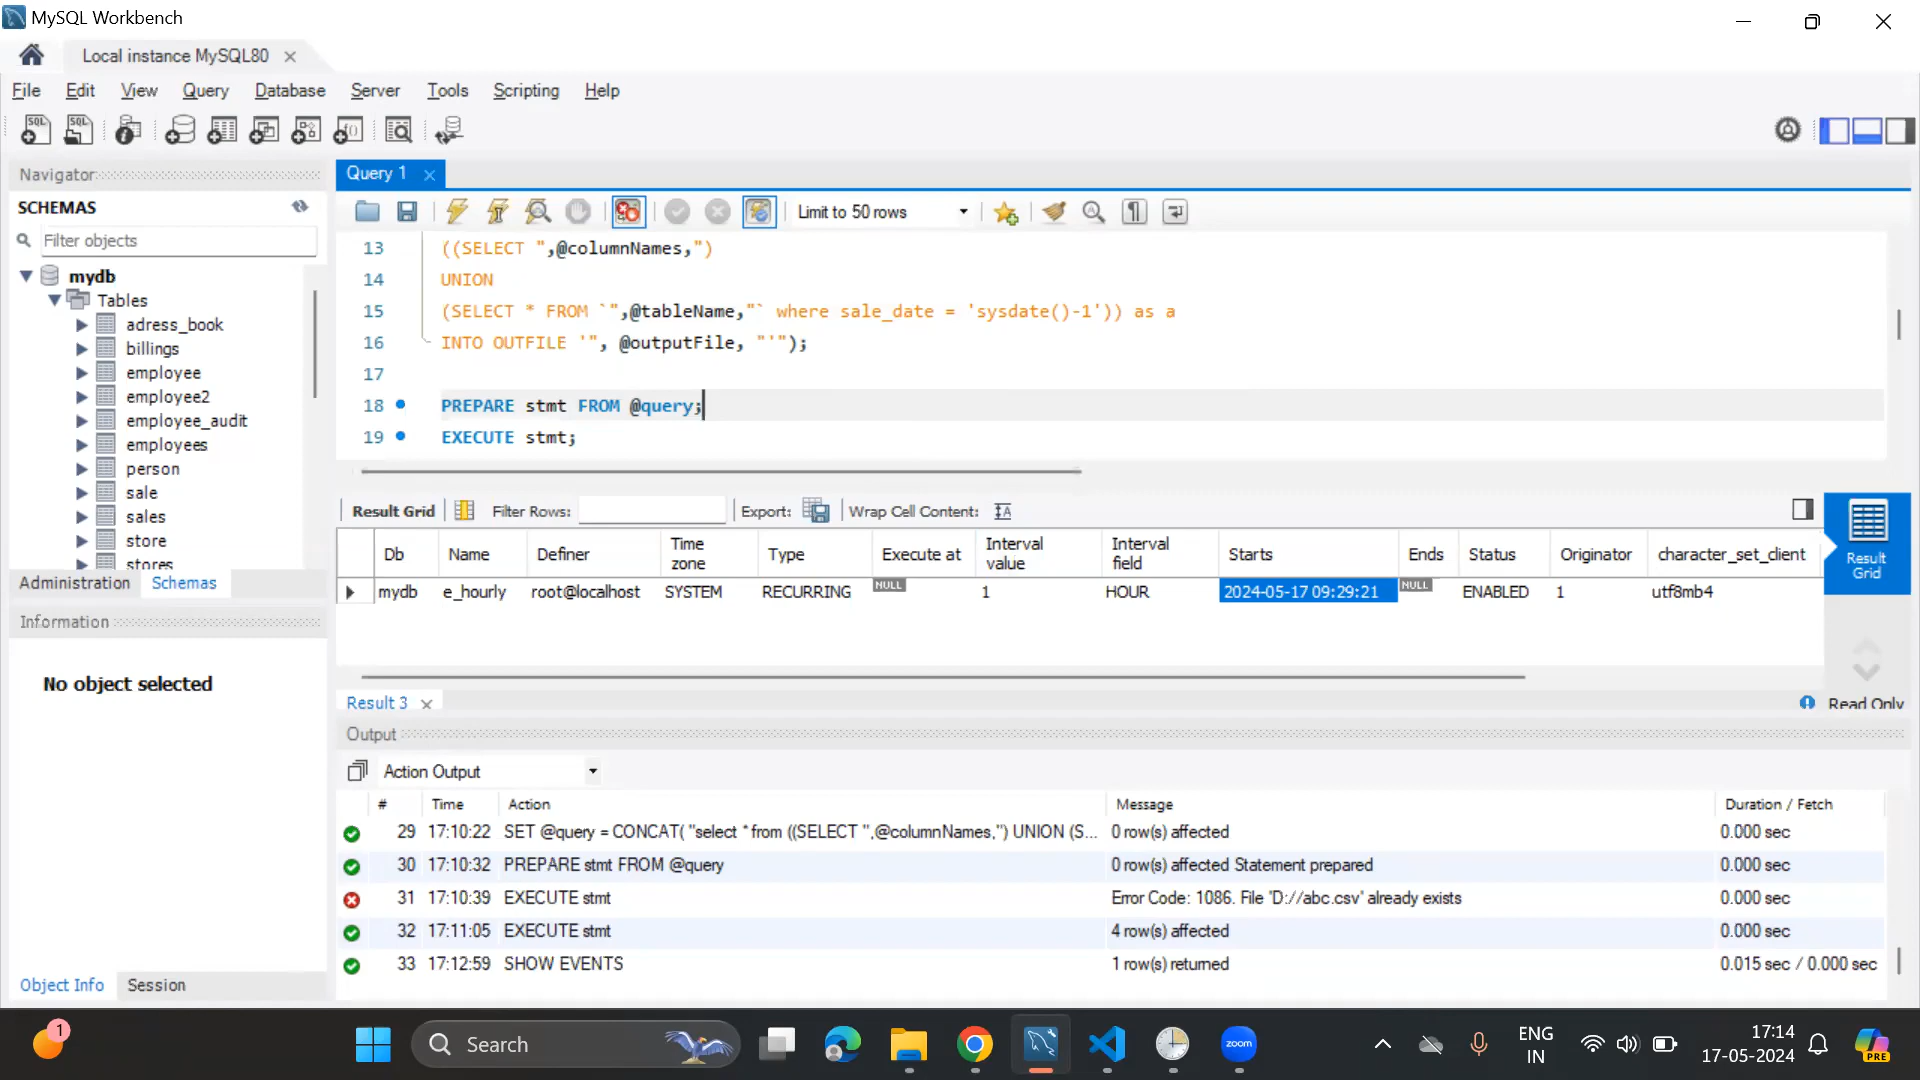 MySQL Workbench
Local instance MySQL80
File Edit View Query Database Server Tools Scripting Help
Navigator
SCHEMAS
Filter objects
mydb
Tables
adress_book
billings
employee
employee2
employee_audit
employees
person
sale
sales
store
stores
Administration Schemas
Information
No object selected
Object Info Session
Query 1
Limit to 50 rows
13 ((SELECT ",@columnNames,")
14 UNION
15 (SELECT * FROM `",@tableName,"` where sale_date = 'sysdate()-1')) as a
16 INTO OUTFILE '", @outputFile, "'");
17
18 PREPARE stmt FROM @query;
19 EXECUTE stmt;
Result Grid Filter Rows: Export: Wrap Cell Content:
Db Name Definer Time zone Type Execute at Interval value Interval field Starts Ends Status Originator character_set_client
mydb e_hourly root@localhost SYSTEM RECURRING NULL 1 HOUR 2024-05-17 09:29:21 NULL ENABLED 1 utf8mb4
Result Grid
Result 3
Read Only
Output
Action Output
# Time Action Message Duration / Fetch
29 17:10:22 SET @query = CONCAT( "select * from ((SELECT ",@columnNames,") UNION (S... 0 row(s) affected 0.000 sec
30 17:10:32 PREPARE stmt FROM @query 0 row(s) affected Statement prepared 0.000 sec
31 17:10:39 EXECUTE stmt Error Code: 1086. File 'D://abc.csv' already exists 0.000 sec
32 17:11:05 EXECUTE stmt 4 row(s) affected 0.000 sec
33 17:12:59 SHOW EVENTS 1 row(s) returned 0.015 sec / 0.000 sec
1
Search
zoom
ENG
IN
17:14
17-05-2024
PRE